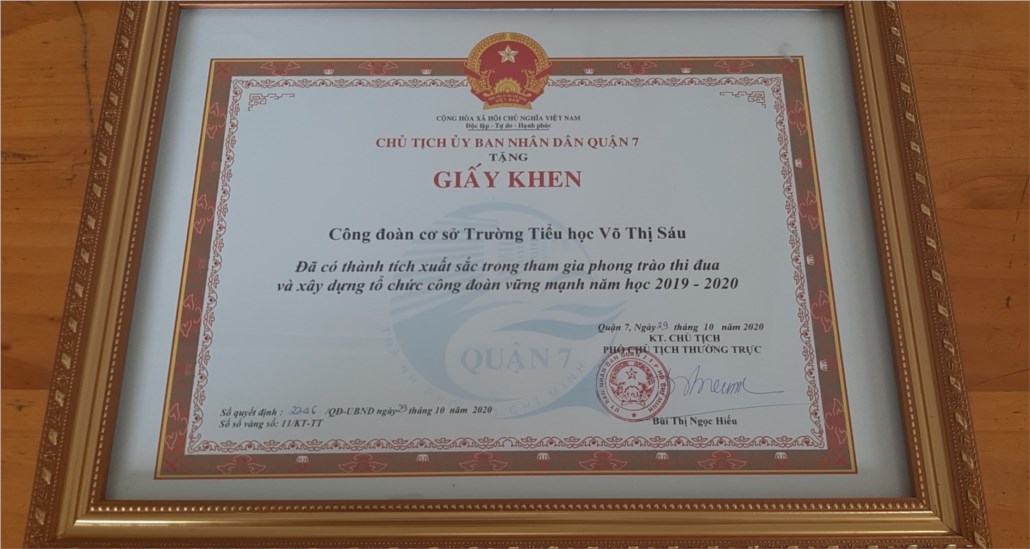 CỘNG HÒA XÃ HỘI CHỦ NGHĨA VIỆT NAM
Độc lập - Tự do - Hạnh phúc
CHỦ TỊCH ỦY BAN NHÂN DÂN QUẬN 7
TẶNG
GIẤY KHEN
Công đoàn cơ sở Trường Tiểu học Võ Thị Sáu
Đã có thành tích xuất sắc trong tham gia phong trào thi đua
và xây dựng tổ chức công đoàn vững mạnh năm học 2019 - 2020
Quận 7, Ngày 29 tháng 10 năm 2020
KT. CHỦ TỊCH
PHÓ CHỦ TỊCH THƯỜNG TRỰC
QUẬN 7
Bùi Thị Ngọc Hiếu
Số quyết định : /QĐ-UBND ngày 29 tháng 10 năm 2020
Số sổ vàng số: 11/KT-TT